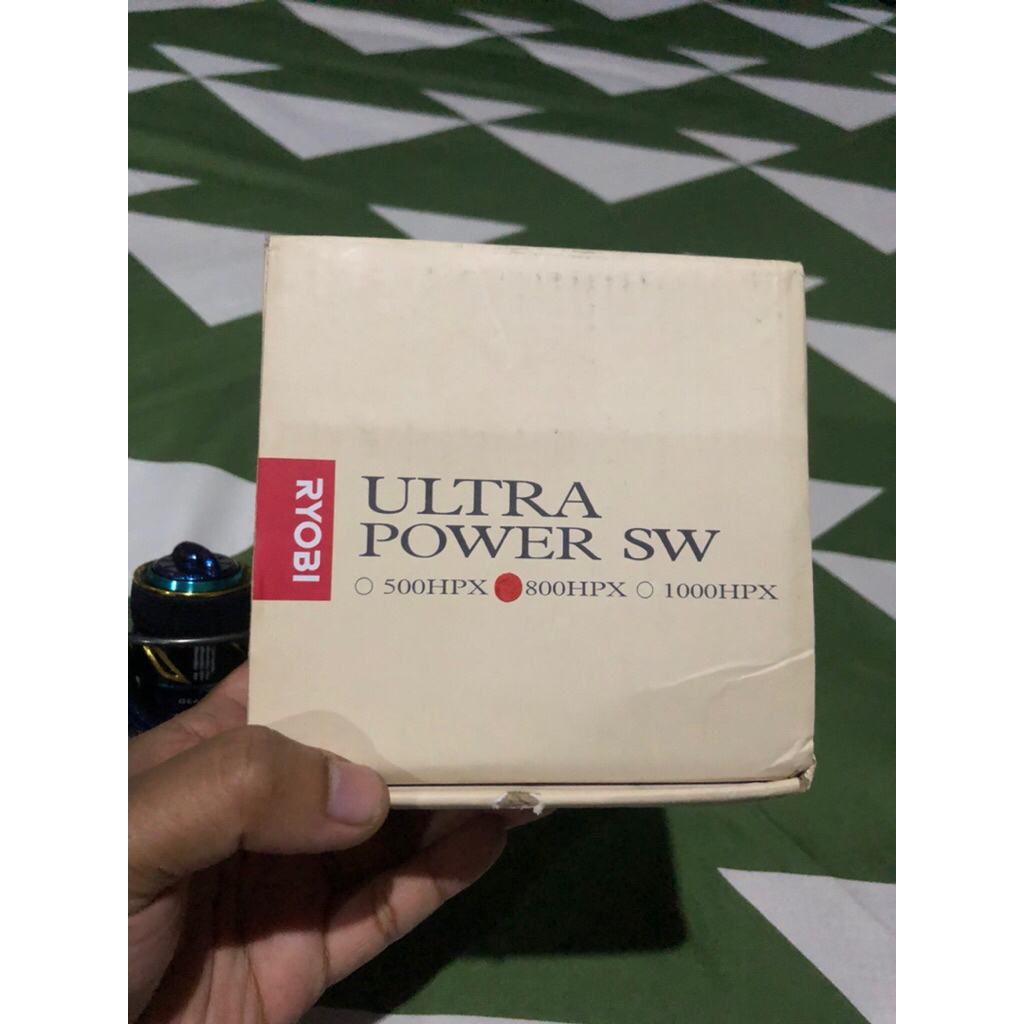 RYOBI
ULTRA
POWER SW
500HPX 800HPX 1000HPX